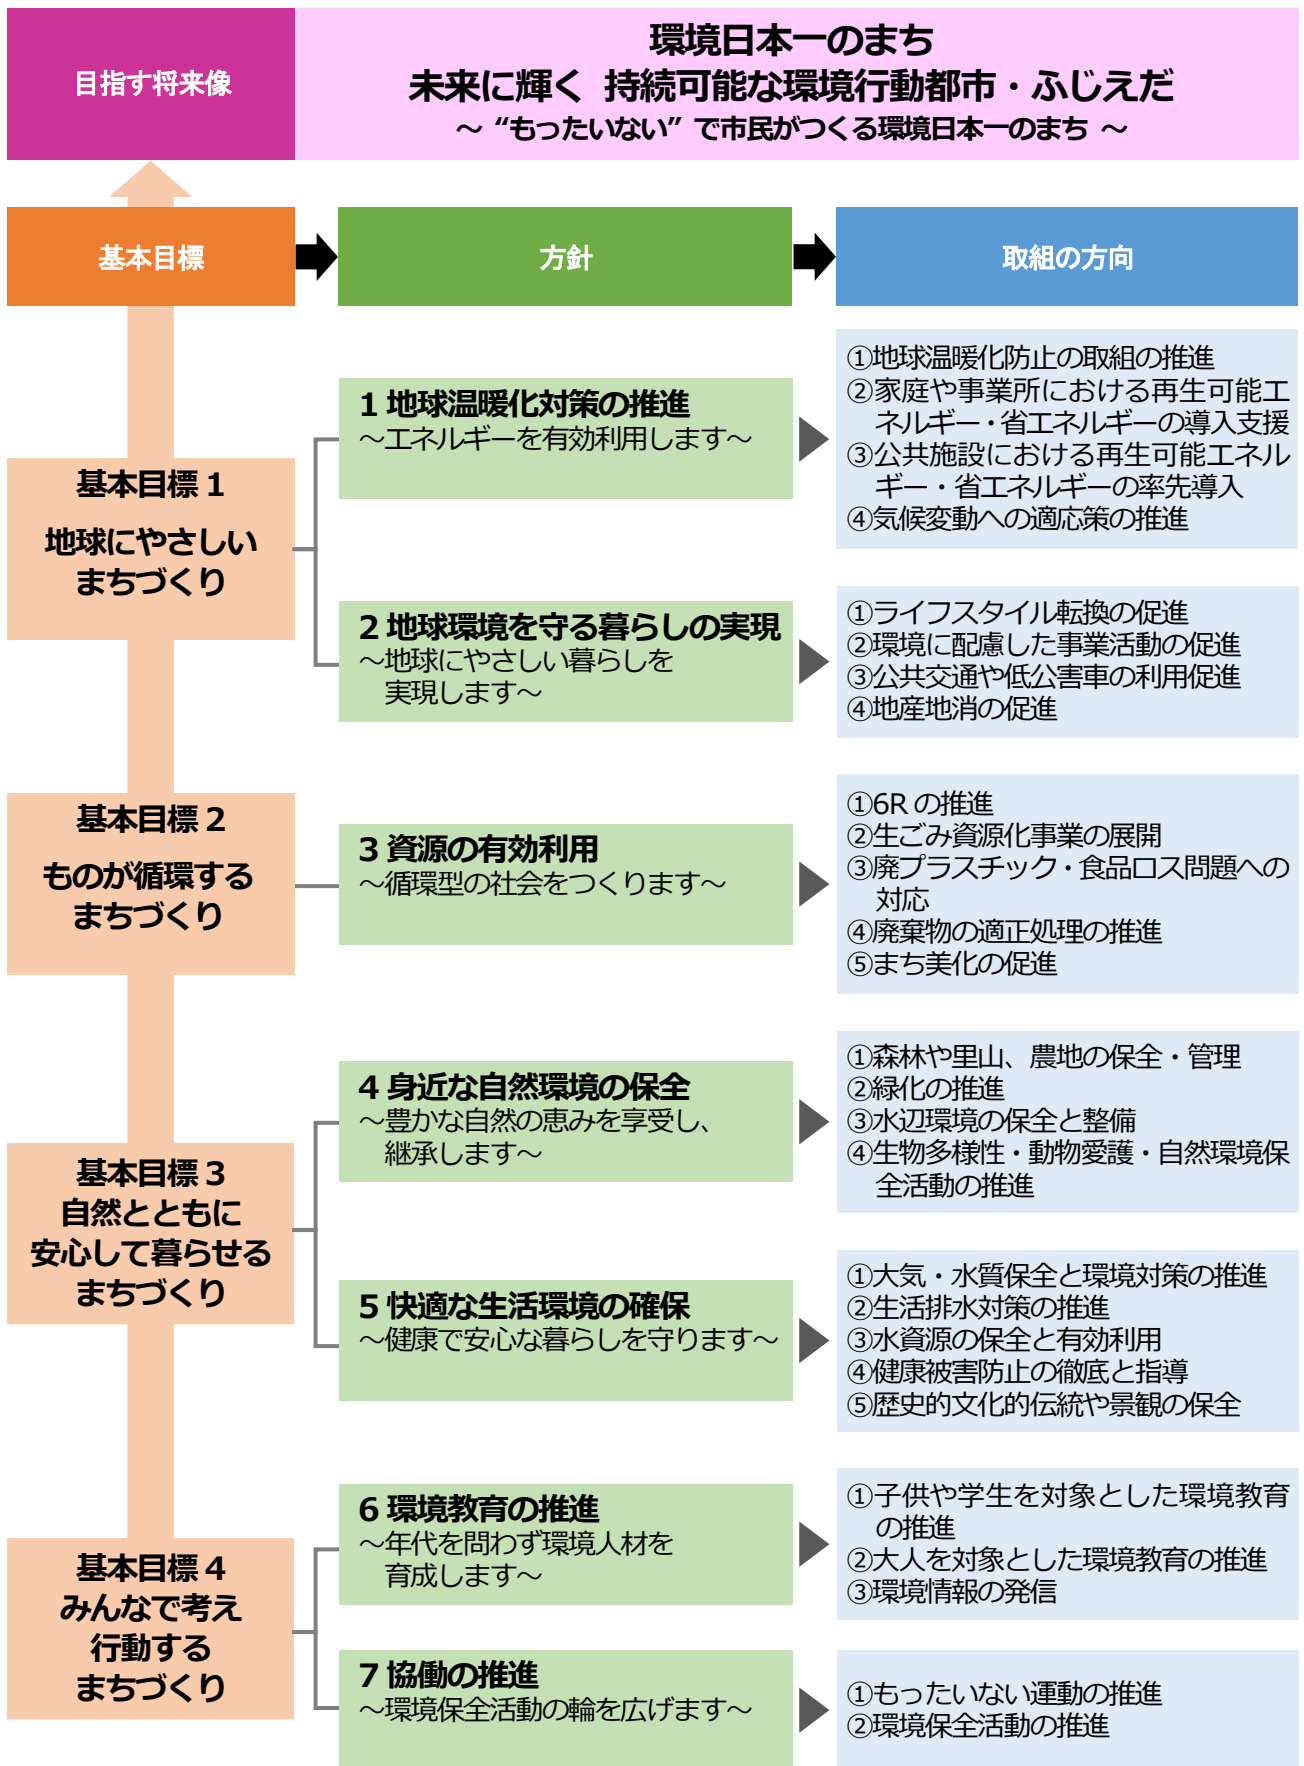 目指す将来像
環境日本一のまち
未来に輝く 持続可能な環境行動都市・ふじえだ
～ “もったいない” で市民がつくる環境日本一のまち ～
基本目標
方針
取組の方向
基本目標 1
地球にやさしい
まちづくり
1 地球温暖化対策の推進
～エネルギーを有効利用します～
①地球温暖化防止の取組の推進
②家庭や事業所における再生可能エ
ネルギー・省エネルギーの導入支援
③公共施設における再生可能エネル
ギー・省エネルギーの率先導入
④気候変動への適応策の推進
2 地球環境を守る暮らしの実現
～地球にやさしい暮らしを
実現します～
①ライフスタイル転換の促進
②環境に配慮した事業活動の促進
③公共交通や低公害車の利用促進
④地産地消の促進
基本目標 2
ものが循環する
まちづくり
3 資源の有効利用
～循環型の社会をつくります～
①6R の推進
②生ごみ資源化事業の展開
③廃プラスチック・食品ロス問題への
対応
④廃棄物の適正処理の推進
⑤まち美化の促進
基本目標 3
自然とともに
安心して暮らせる
まちづくり
4 身近な自然環境の保全
～豊かな自然の恵みを享受し、
継承します～
①森林や里山、農地の保全・管理
②緑化の推進
③水辺環境の保全と整備
④生物多様性・動物愛護・自然環境保
全活動の推進
5 快適な生活環境の確保
～健康で安心な暮らしを守ります～
①大気・水質保全と環境対策の推進
②生活排水対策の推進
③水資源の保全と有効利用
④健康被害防止の徹底と指導
⑤歴史的文化的伝統や景観の保全
基本目標 4
みんなで考え
行動する
まちづくり
6 環境教育の推進
～年代を問わず環境人材を
育成します～
①子供や学生を対象とした環境教育
の推進
②大人を対象とした環境教育の推進
③環境情報の発信
7 協働の推進
～環境保全活動の輪を広げます～
①もったいない運動の推進
②環境保全活動の推進